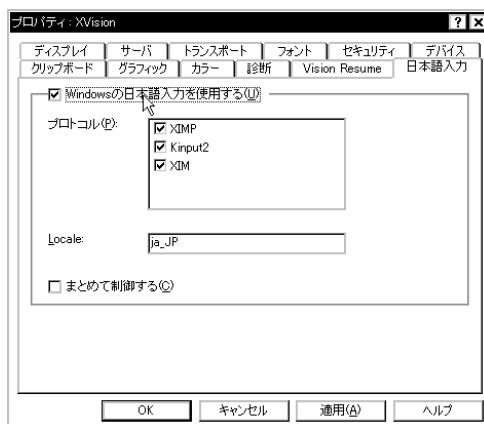 プロパティ : XVision
ディスプレイ サーバ トランスポート フォント セキュリティ デバイス
クリップボード グラフィック カラー 診断 Vision Resume 日本語入力
Windowsの日本語入力を使用する(U)
プロトコル(P):
XIMP
Kinput2
XIM
Locale: ja_JP
まとめて制御する(C)
OK キャンセル 適用(A) ヘルプ